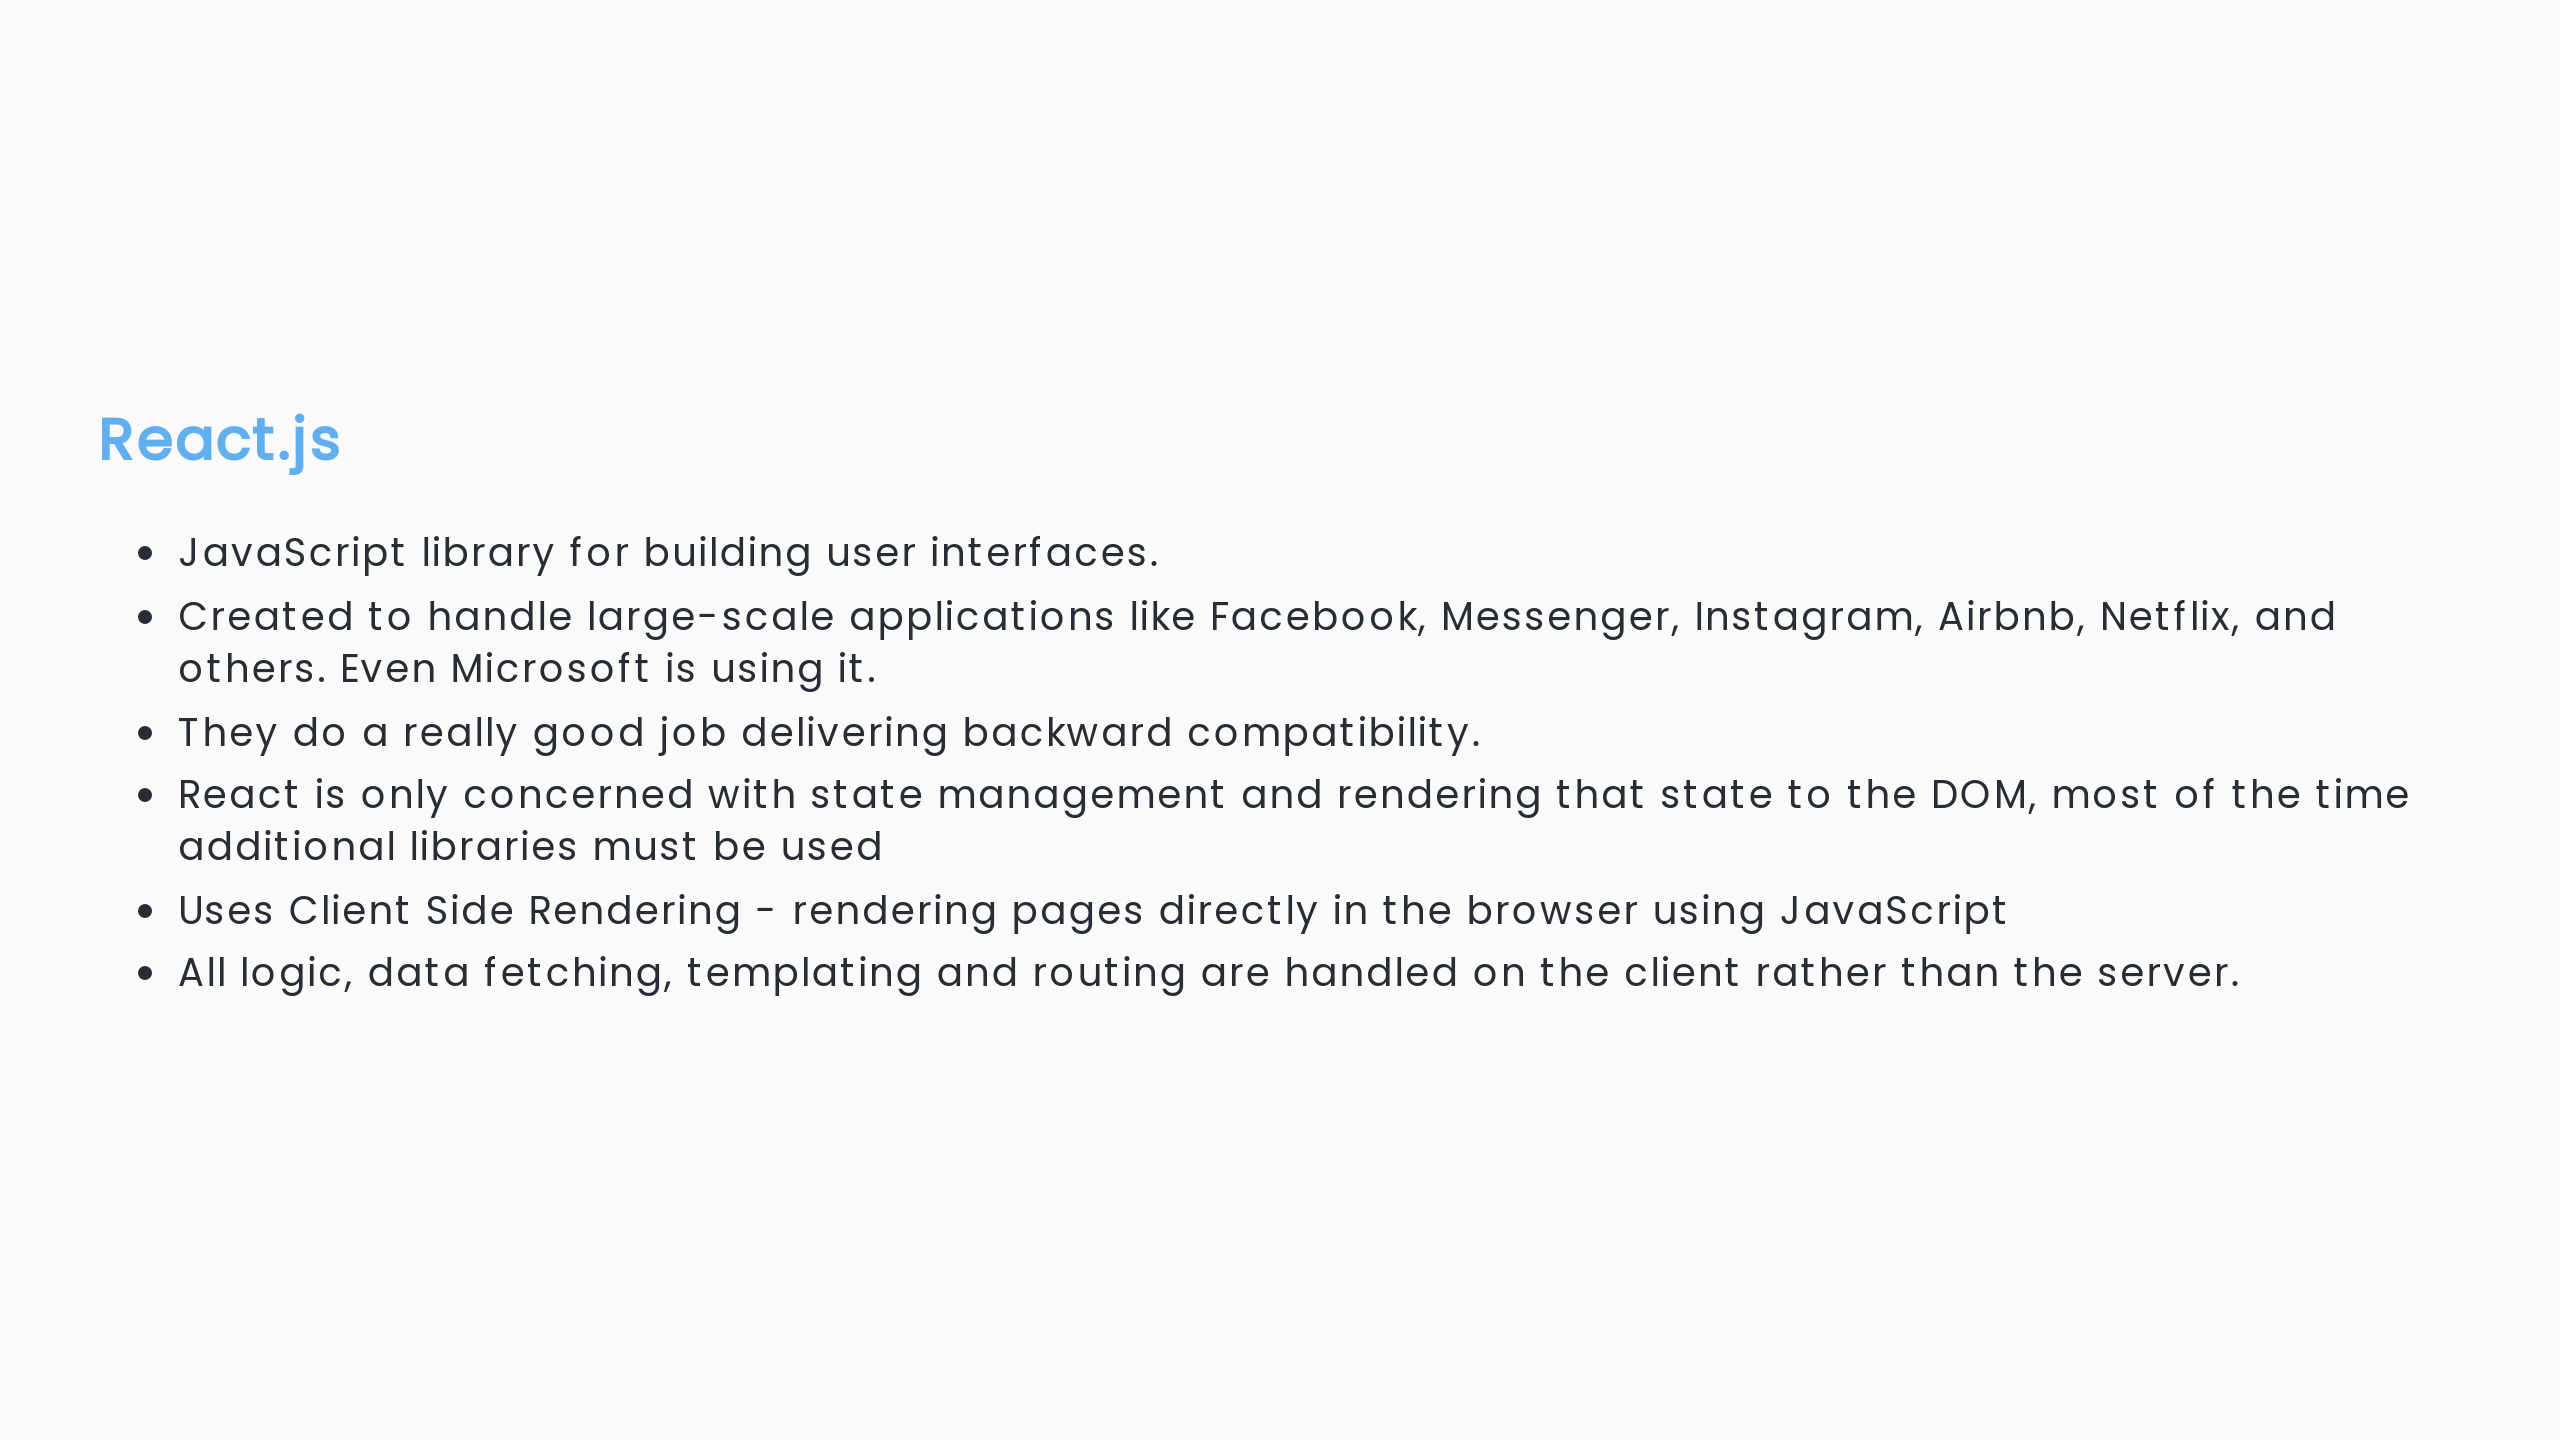 React.js
JavaScript library for building user interfaces.
Created to handle large-scale applications like Facebook, Messenger, Instagram, Airbnb, Netflix, and
others. Even Microsoft is using it.
They do a really good job delivering backward compatibility.
React is only concerned with state management and rendering that state to the DOM, most of the time
additional libraries must be used
Uses Client Side Rendering - rendering pages directly in the browser using JavaScript
All logic, data fetching, templating and routing are handled on the client rather than the server.